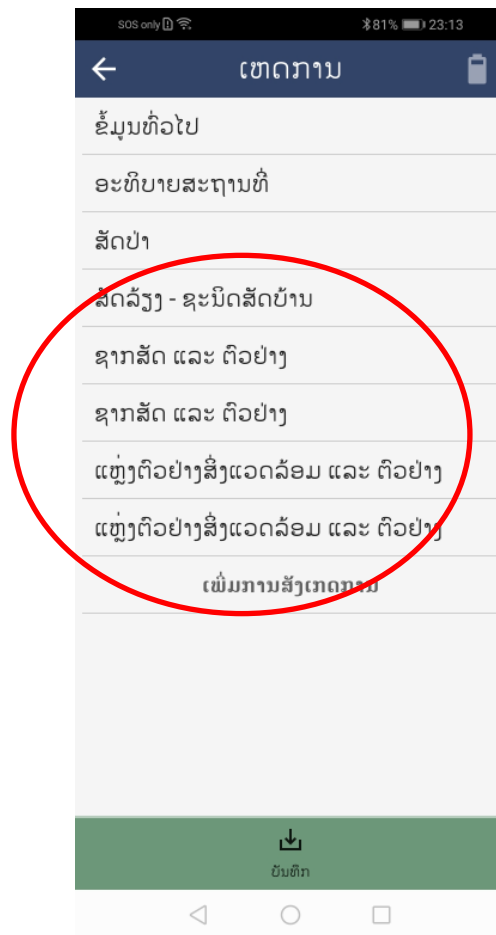 SOS only 81% 23:13
ເຫດການ
ຂໍ້ມູນທົ່ວໄປ
ອະທິບາຍສະຖານທີ່
ສັດປ່າ
ສັດລ້ຽງ - ຊະນິດສັດບ້ານ
ຊາກສັດ ແລະ ຕົວຢ່າງ
ຊາກສັດ ແລະ ຕົວຢ່າງ
ແຫຼ່ງຕົວຢ່າງສິ່ງແວດລ້ອມ ແລະ ຕົວຢ່າງ
ແຫຼ່ງຕົວຢ່າງສິ່ງແວດລ້ອມ ແລະ ຕົວຢ່າງ
ເພີ່ມການສັງເກດການ
ບັນທຶກ